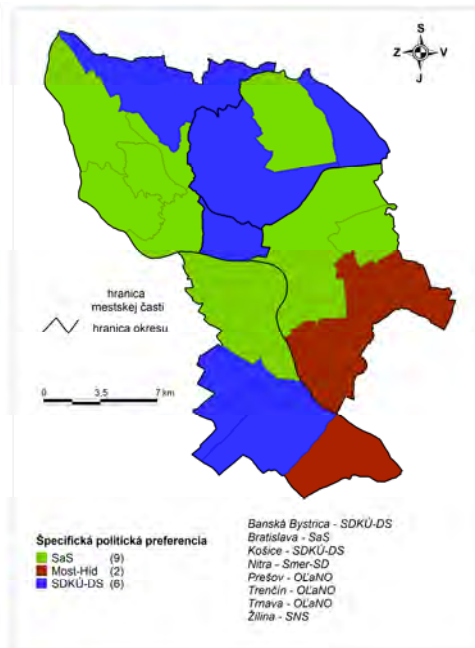 S
Z V
J
hranica
mestskej časti
hranica okresu
0 3,5 7 km
Špecifická politická preferencia
SaS (9)
Most-Híd (2)
SDKÚ-DS (6)
Banská Bystrica - SDKÚ-DS
Bratislava - SaS
Košice - SDKÚ-DS
Nitra - Smer-SD
Prešov - OĽaNO
Trenčín - OĽaNO
Trnava - OĽaNO
Žilina - SNS